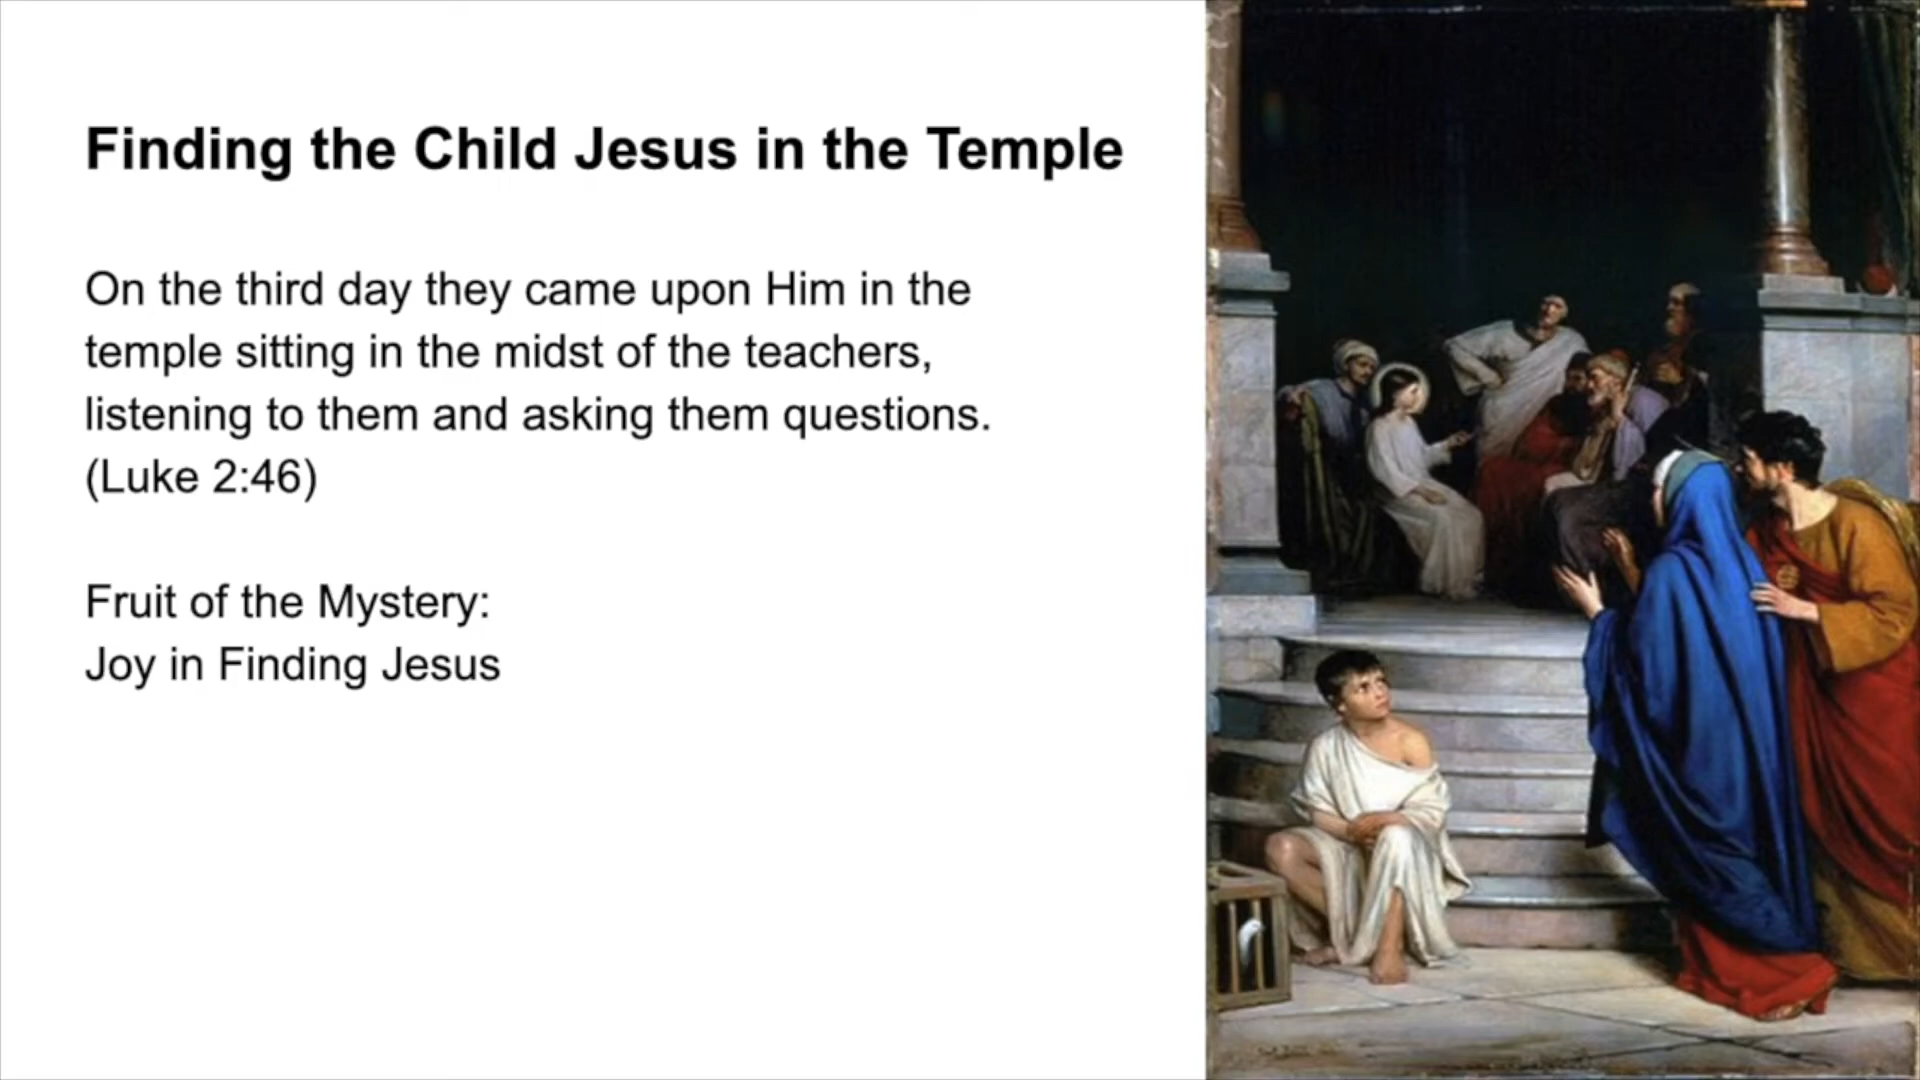 Finding the Child Jesus in the Temple
On the third day they came upon Him in the
temple sitting in the midst of the teachers,
listening to them and asking them questions.
(Luke 2:46)
Fruit of the Mystery:
Joy in Finding Jesus